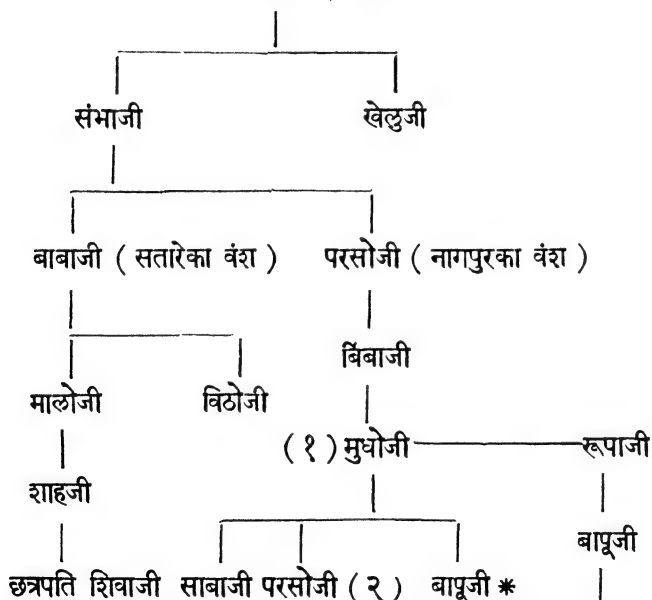 संभाजी खेलुजी
बाबाजी ( सतारेका वंश ) परसोजी ( नागपुरका वंश )
बिंबाजी
मालोजी विठोजी
( १ ) मुधोजी रूपाजी
शाहजी
बापूजी
छत्रपति शिवाजी साबाजी परसोजी ( २ ) बापूजी *